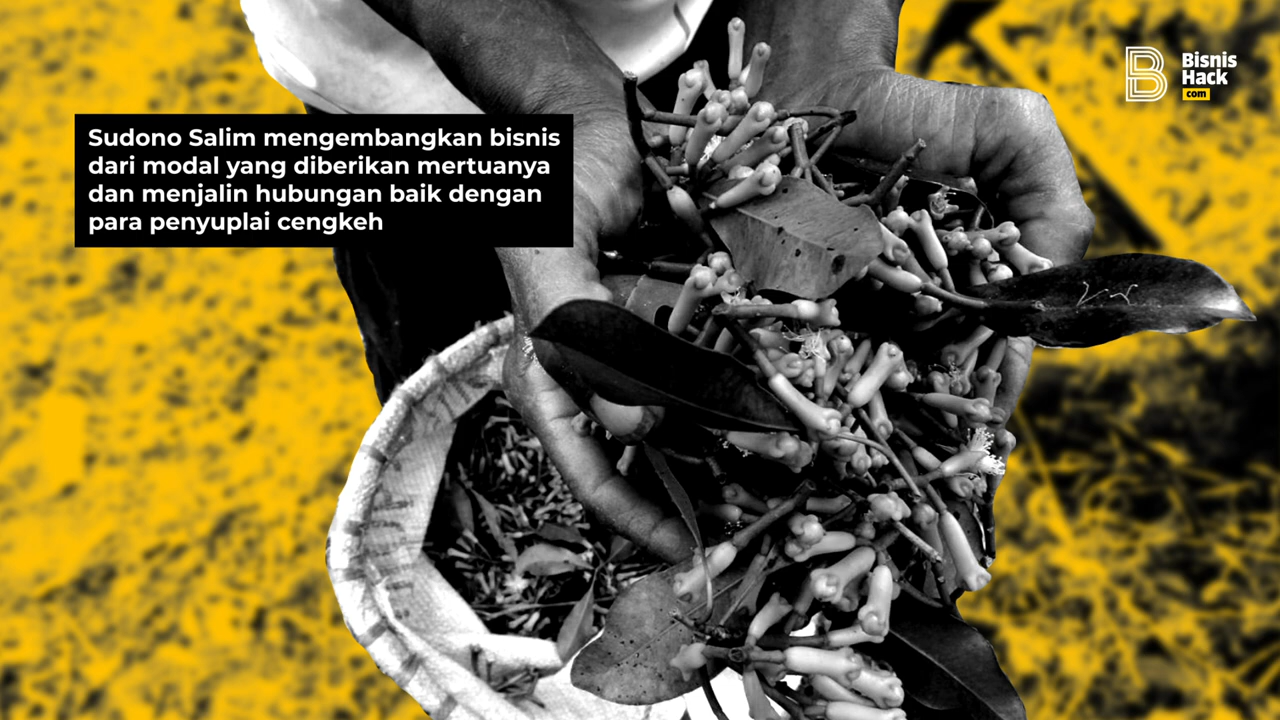 Bisnis
Hack
com
Sudono Salim mengembangkan bisnis
dari modal yang diberikan mertuanya
dan menjalin hubungan baik dengan
para penyuplai cengkeh